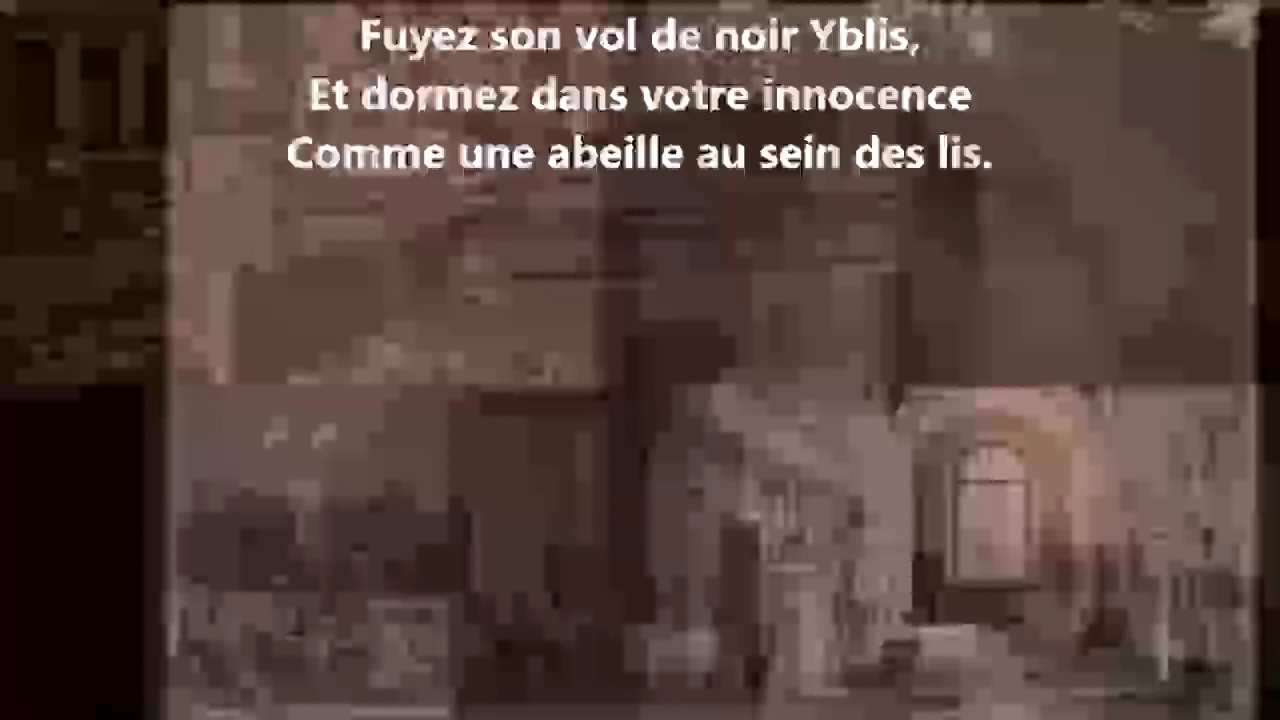 Fuyez son vol de noir Yblis,
Et dormez dans votre innocence
Comme une abeille au sein des lis.